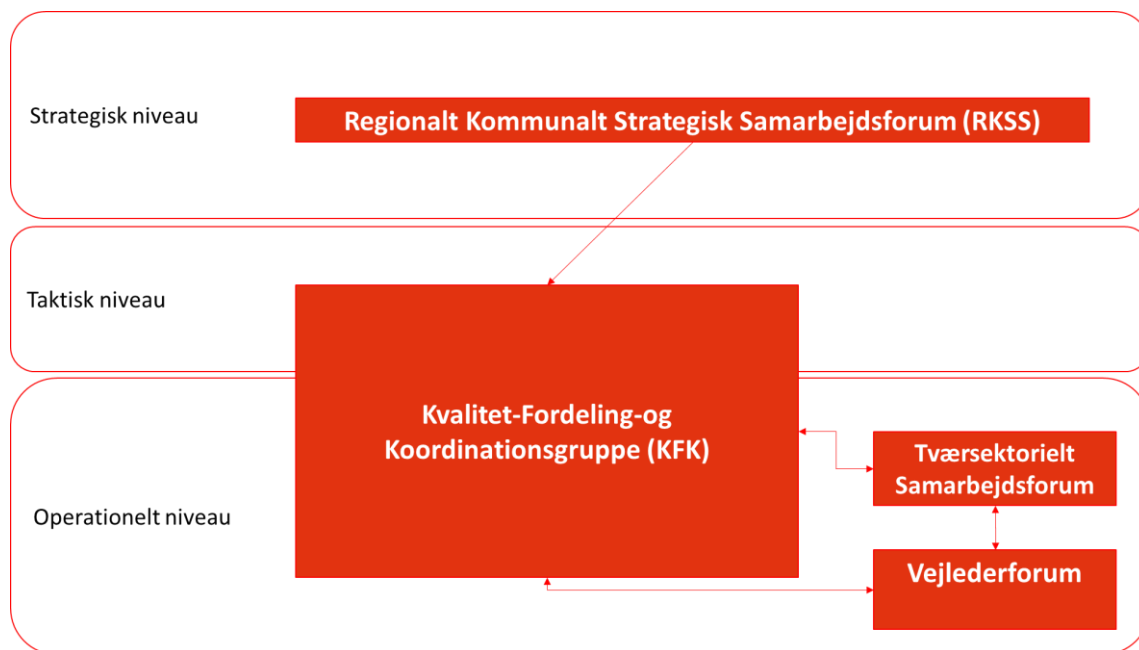 Strategisk niveau
Regionalt Kommunalt Strategisk Samarbejdsforum (RKSS)
Taktisk niveau
Kvalitet-Fordeling-og
Koordinationsgruppe (KFK)
Operationelt niveau
Tværsektorielt
Samarbejdsforum
Vejlederforum